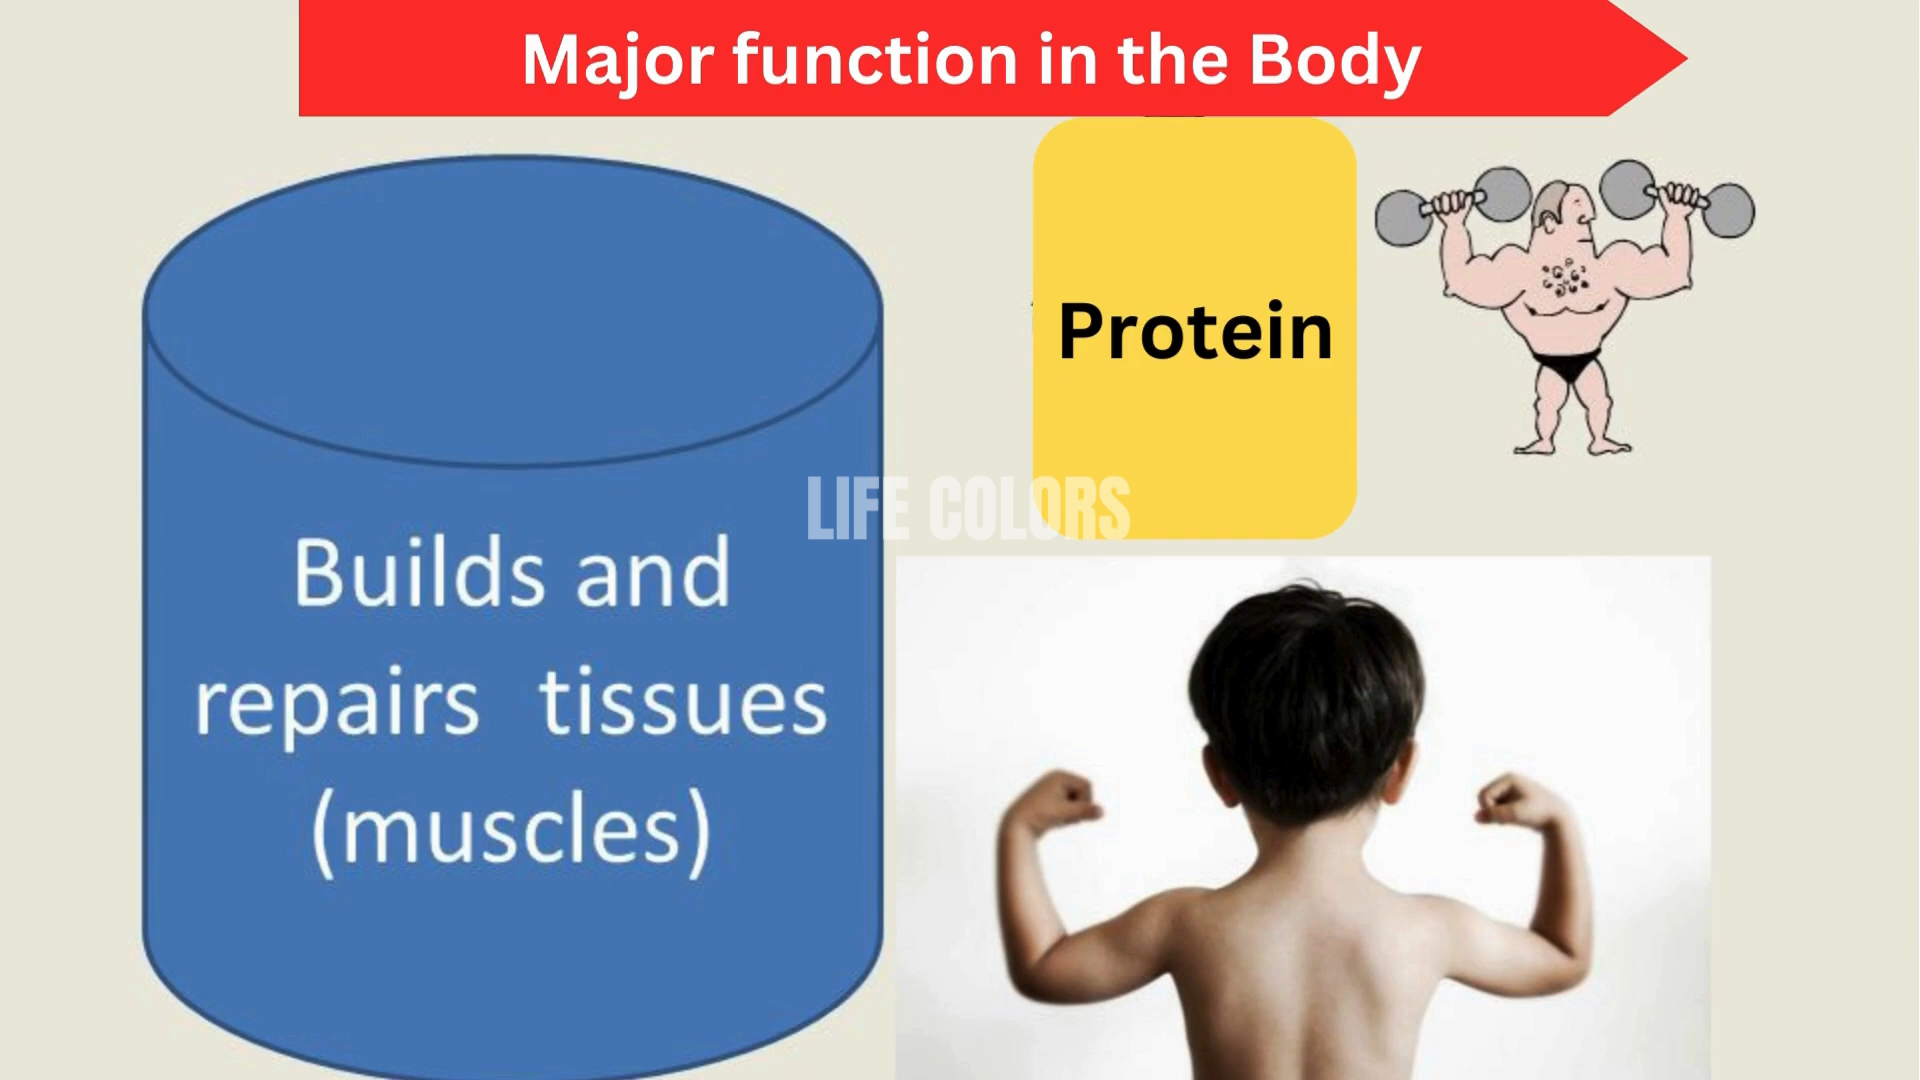 Major function in the Body
Protein
LIFE COLORS
Builds and
repairs tissues
(muscles)